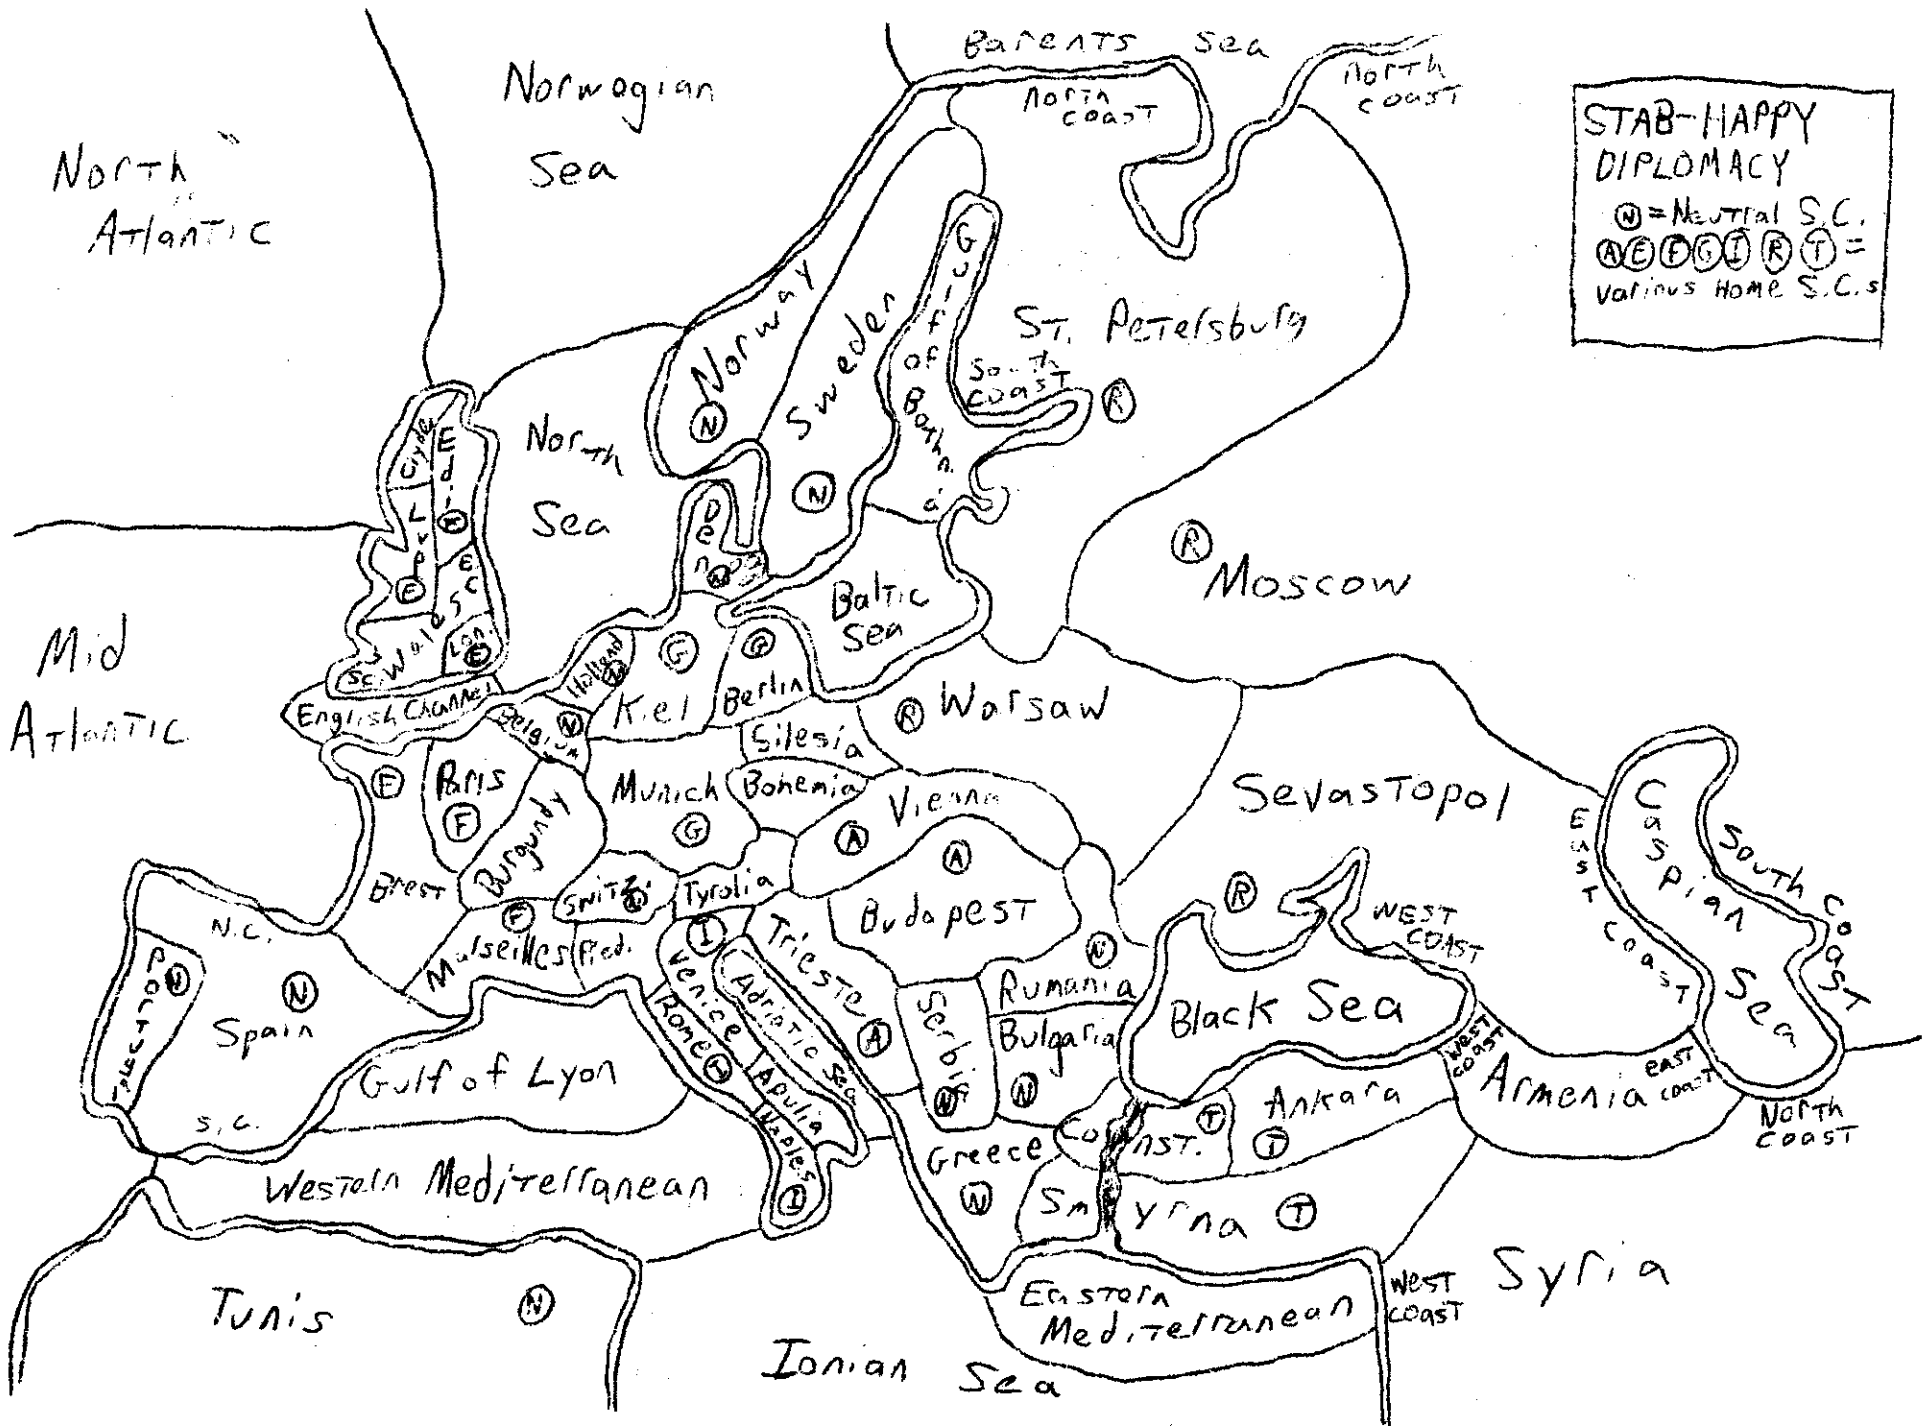 Barents Sea
Norwegian
Sea
North
Coast
North
Coast
STAB-HAPPY
DIPLOMACY
Ⓝ = Neutral S.C.
Ⓐ Ⓔ Ⓕ Ⓖ Ⓘ Ⓡ Ⓣ =
Various Home S.C.s
North
Atlantic
Norway
N
Sweden
N
Gulf of Bothnia
ST. Petersburg
South
Coast
R
North
Sea
Clyde
Edi.
E
Lvp
E
Den.
N
R
Moscow
Baltic
Sea
Mid
Atlantic
Wales
E.C.
S.C.
Lon.
E
English Channel
Holland
N
G
Kiel
G
Berlin
Belgium
N
R
Warsaw
Silesia
F
Paris
F
Burgundy
Munich
G
Bohemia
Vienna
A
A
Sevastopol
R
East Coast
Caspian Sea
South Coast
Brest
F
Switz.
N
Tyrolia
Budapest
West
Coast
N.C.
Marseilles
Pied.
I
Venice
Trieste
A
Adriatic Sea
Rumania
N
Portugal
N
N
Spain
S.C.
Gulf of Lyon
Rome
I
Apulia
Naples
I
Serbia
N
Bulgaria
N
Black Sea
West
Coast
Armenia
East
Coast
North
Coast
Ankara
T
Const.
T
Greece
N
Western Mediterranean
Smyrna
T
Tunis
N
Eastern
Mediterranean
West
Coast
Syria
Ionian Sea